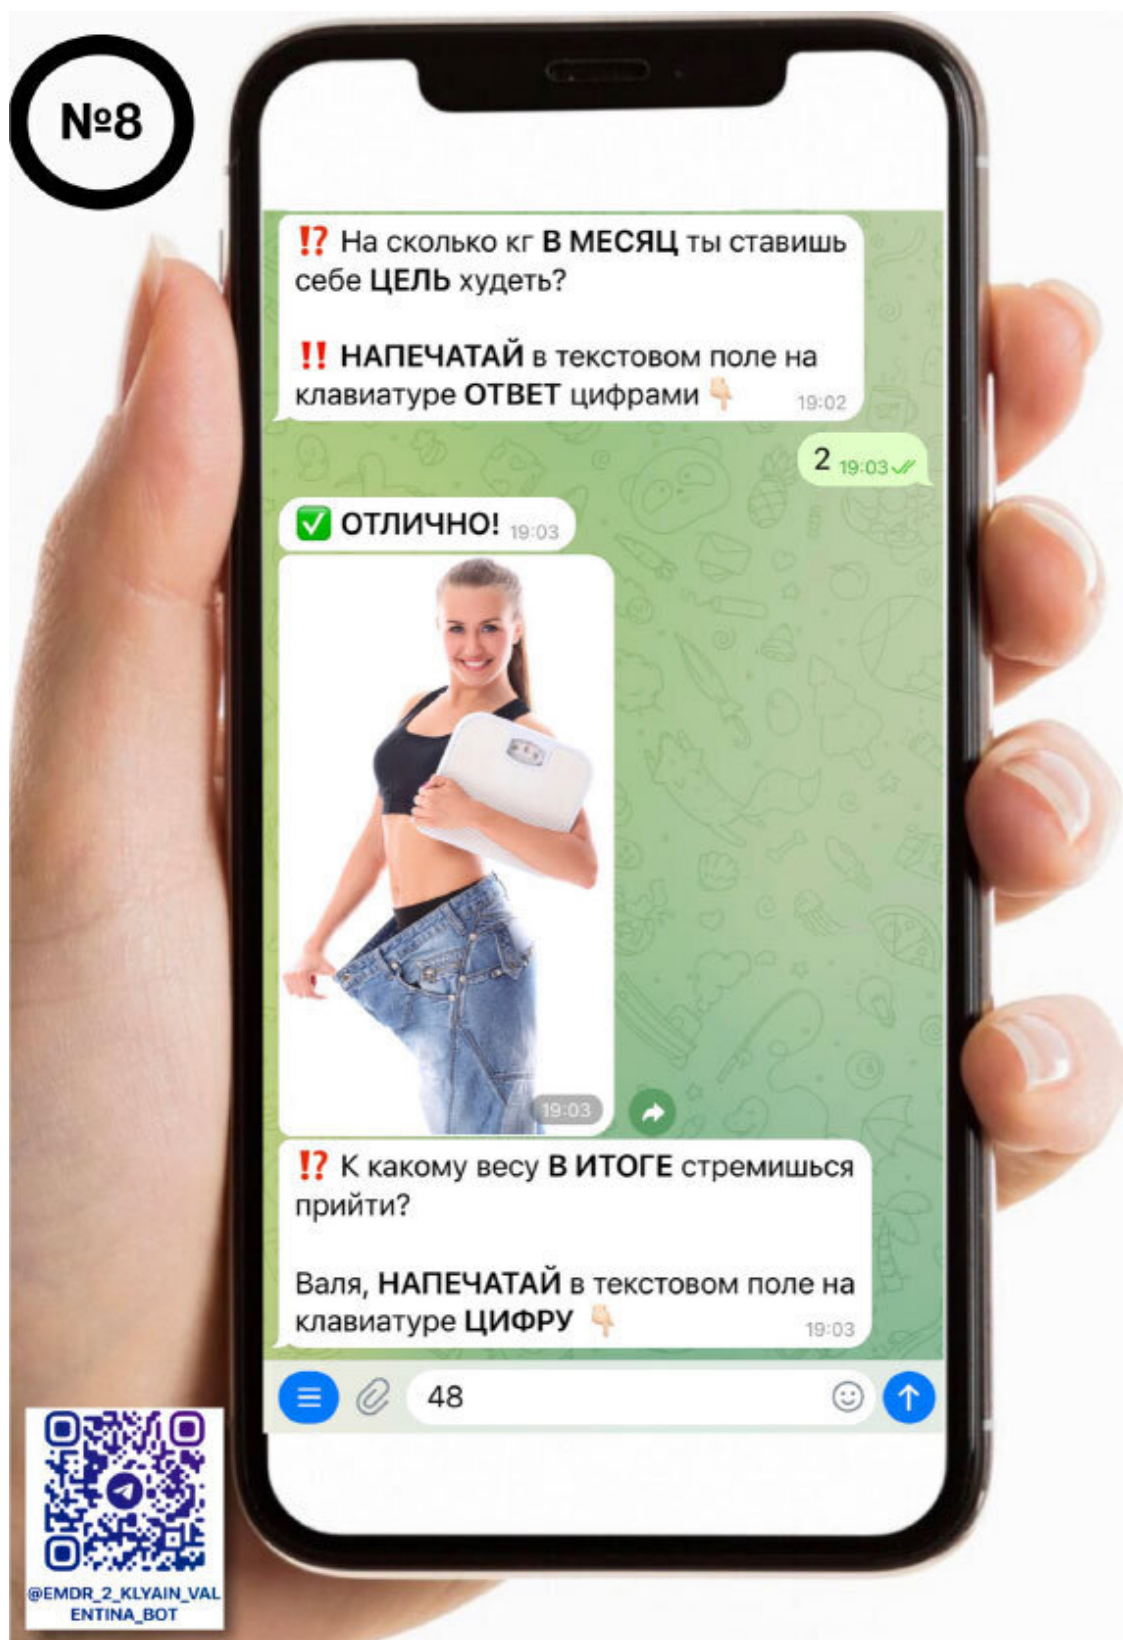 №8
⁉️ На сколько кг В МЕСЯЦ ты ставишь
себе ЦЕЛЬ худеть?
‼️ НАПЕЧАТАЙ в текстовом поле на
клавиатуре ОТВЕТ цифрами 👇🏻 19:02
2 19:03
✅ ОТЛИЧНО! 19:03
19:03
⁉️ К какому весу В ИТОГЕ стремишься
прийти?
Валя, НАПЕЧАТАЙ в текстовом поле на
клавиатуре ЦИФРУ 👇🏻 19:03
48
@EMDR_2_KLYAIN_VAL
ENTINA_BOT